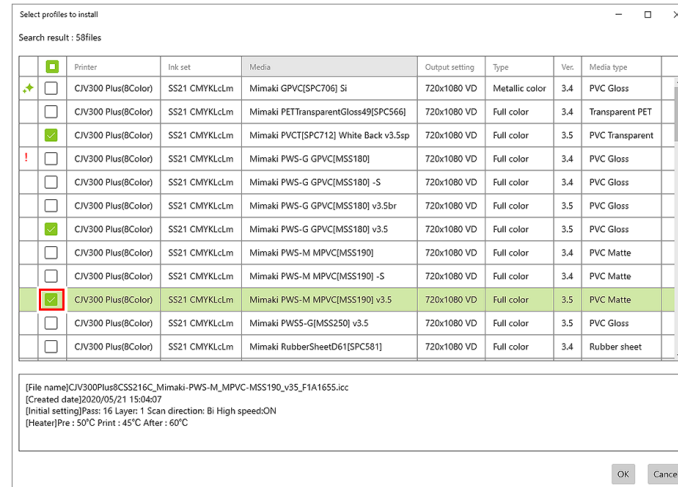 Select profiles to install
Search result : 58files
Printer Ink set Media Output setting Type Ver. Media type
CJV300 Plus(8Color) SS21 CMYKLcLm Mimaki GPVC[SPC706] Si 720x1080 VD Metallic color 3.4 PVC Gloss
CJV300 Plus(8Color) SS21 CMYKLcLm Mimaki PETTransparentGloss49[SPC566] 720x1080 VD Full color 3.4 Transparent PET
CJV300 Plus(8Color) SS21 CMYKLcLm Mimaki PVCT[SPC712] White Back v3.5sp 720x1080 VD Full color 3.5 PVC Transparent
! CJV300 Plus(8Color) SS21 CMYKLcLm Mimaki PWS-G GPVC[MSS180] 720x1080 VD Full color 3.4 PVC Gloss
CJV300 Plus(8Color) SS21 CMYKLcLm Mimaki PWS-G GPVC[MSS180] -S 720x1080 VD Full color 3.4 PVC Gloss
CJV300 Plus(8Color) SS21 CMYKLcLm Mimaki PWS-G GPVC[MSS180] v3.5br 720x1080 VD Full color 3.5 PVC Gloss
CJV300 Plus(8Color) SS21 CMYKLcLm Mimaki PWS-G GPVC[MSS180] v3.5 720x1080 VD Full color 3.5 PVC Gloss
CJV300 Plus(8Color) SS21 CMYKLcLm Mimaki PWS-M MPVC[MSS190] 720x1080 VD Full color 3.4 PVC Matte
CJV300 Plus(8Color) SS21 CMYKLcLm Mimaki PWS-M MPVC[MSS190] -S 720x1080 VD Full color 3.4 PVC Matte
CJV300 Plus(8Color) SS21 CMYKLcLm Mimaki PWS-M MPVC[MSS190] v3.5 720x1080 VD Full color 3.5 PVC Matte
CJV300 Plus(8Color) SS21 CMYKLcLm Mimaki PWS5-G[MSS250] v3.5 720x1080 VD Full color 3.5 PVC Gloss
CJV300 Plus(8Color) SS21 CMYKLcLm Mimaki RubberSheetD61[SPC581] 720x1080 VD Full color 3.4 Rubber sheet
[File name]CJV300Plus8CSS216C_Mimaki-PWS-M_MPVC-MSS190_v35_F1A1655.icc
[Created date]2020/05/21 15:04:07
[Initial setting]Pass: 16 Layer: 1 Scan direction: Bi High speed:ON
[Heater]Pre : 50℃ Print : 45℃ After : 60℃
OK Cance